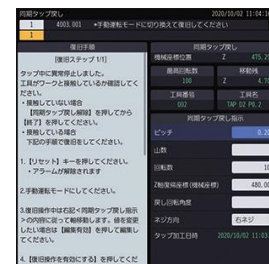 同期タップ戻し 2020/10/02 11:04:1
1 4003.001 *手動運転モードに切り換えて復旧してください
1
復旧手順
[復旧ステップ 1/1]
タップ中に異常停止しました。
工具がワークと接触しているか確認してく
ださい。
・接触していない場合
【同期タップ戻し解除】を押してから
【終了】を押してください。
・接触している場合
下記の手順で復旧をしてください。
1.【リセット】キーを押してください。
*アラームが解除されます
2.手動運転モードにしてください。
3.復旧操作中は右記<同期タップ戻し指示
>の内容に従って軸移動します。値を変更
したい場合は【編集有効】を押して編集し
てください。
4.【復旧操作を有効にする】を押してくだ
同期タップ戻し
機械座標位置 Z 475.2
最高回転数 移動残
100 Z 4.7
工具番号 工具名
002 TAP D2 P0.2
同期タップ戻し指示
ピッチ 0.20
山数
回転数 10
Z軸復帰座標(機械座標) 480.00
戻し回転角度
ネジ方向 右ネジ
タップ加工日時 2020/10/02 11:03: